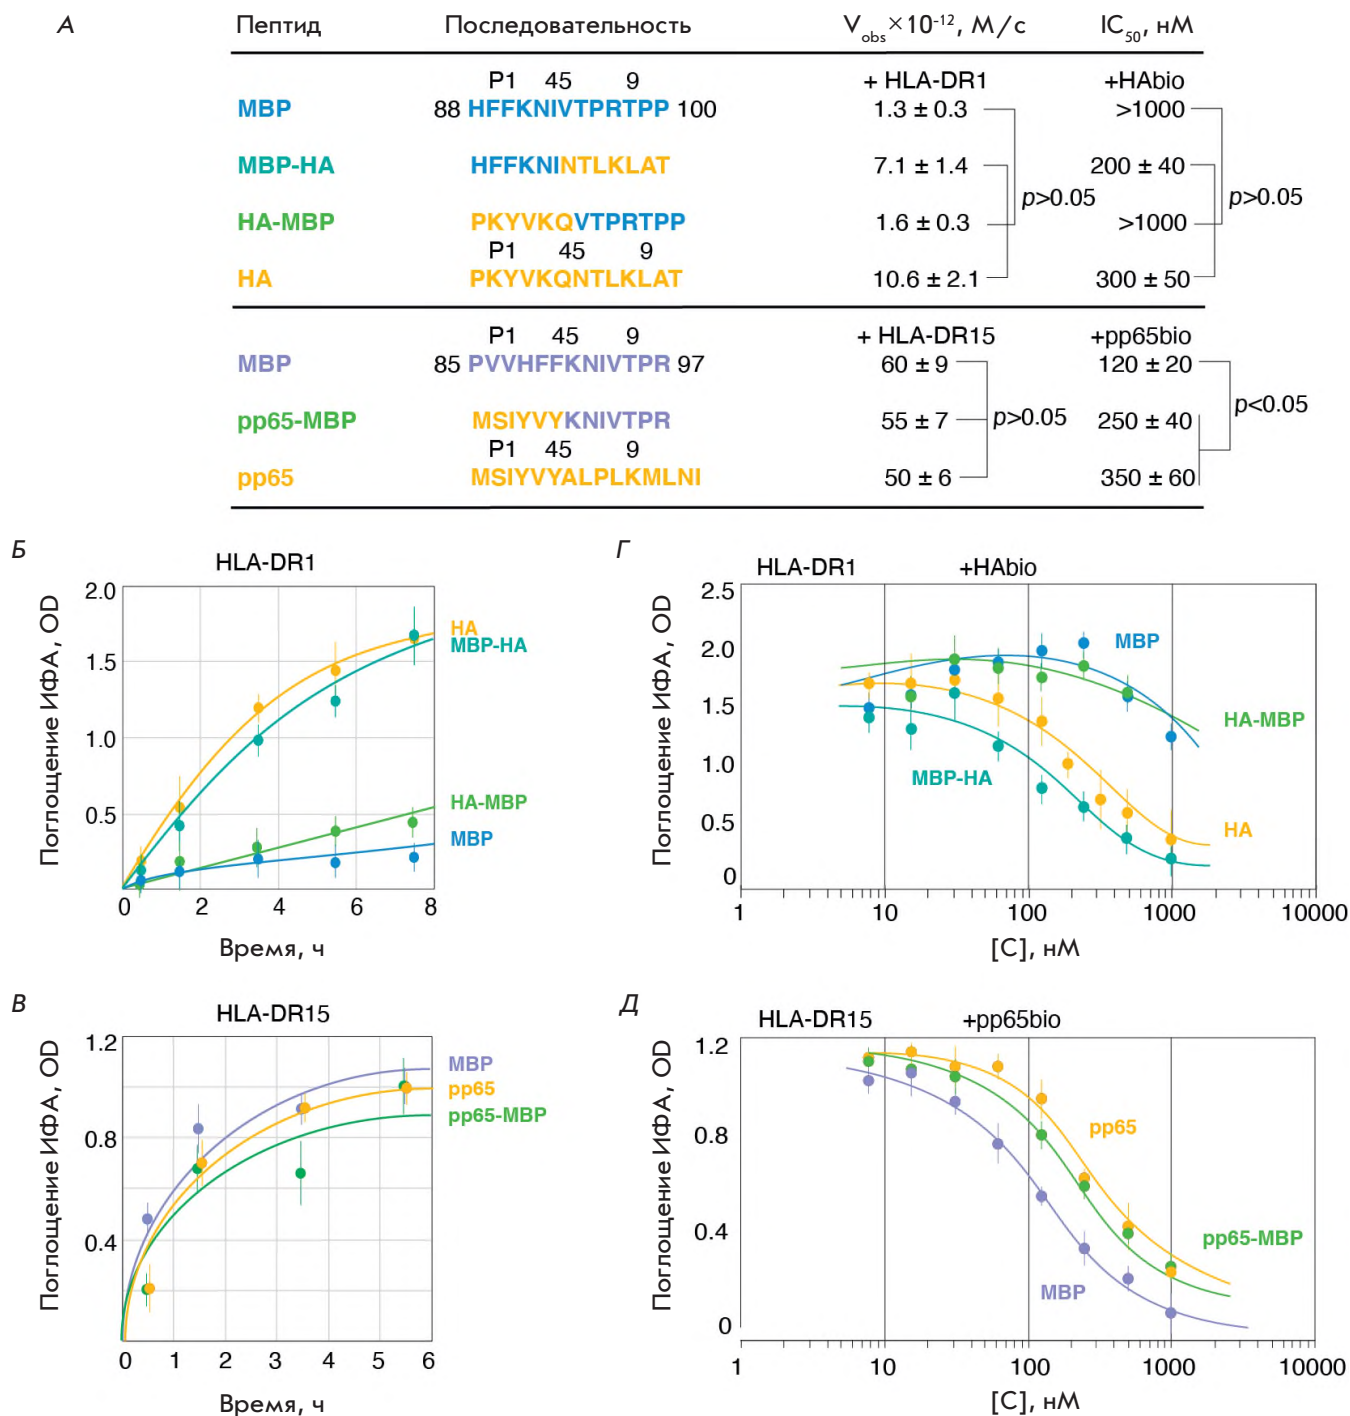 А
Пептид Последовательность V_obs×10⁻¹², М/с IC₅₀, нМ
P1 45 9 + HLA-DR1 +HAbio
MBP 88 HFFKNIVTPRTPP 100 1.3 ± 0.3 >1000
MBP-HA HFFKNINTLKLAT 7.1 ± 1.4 200 ± 40
p>0.05 p>0.05
HA-MBP PKYVKQVTPRTPP 1.6 ± 0.3 >1000
P1 45 9
HA PKYVKQNTLKLAT 10.6 ± 2.1 300 ± 50
P1 45 9 + HLA-DR15 +pp65bio
MBP 85 PVVHFFKNIVTPR 97 60 ± 9 120 ± 20
p<0.05
pp65-MBP MSIYVYKNIVTPR 55 ± 7 p>0.05 250 ± 40
P1 45 9
pp65 MSIYVYALPLKMLNI 50 ± 6 350 ± 60
Б
HLA-DR1
Поглощение ИФА, OD
2.0
1.5
1.0
0.5
0 2 4 6 8
Время, ч
HA
MBP-HA
HA-MBP
MBP
Г
HLA-DR1 +HAbio
Поглощение ИФА, OD
2.5
2.0
1.5
1.0
0.5
0
1 10 100 1000 10000
[C], нМ
MBP
HA-MBP
MBP-HA
HA
В
HLA-DR15
Поглощение ИФА, OD
1.2
0.8
0.4
0 1 2 3 4 5 6
Время, ч
MBP
pp65
pp65-MBP
Д
HLA-DR15 +pp65bio
Поглощение ИФА, OD
1.2
0.8
0.4
0
1 10 100 1000 10000
[C], нМ
pp65
pp65-MBP
MBP